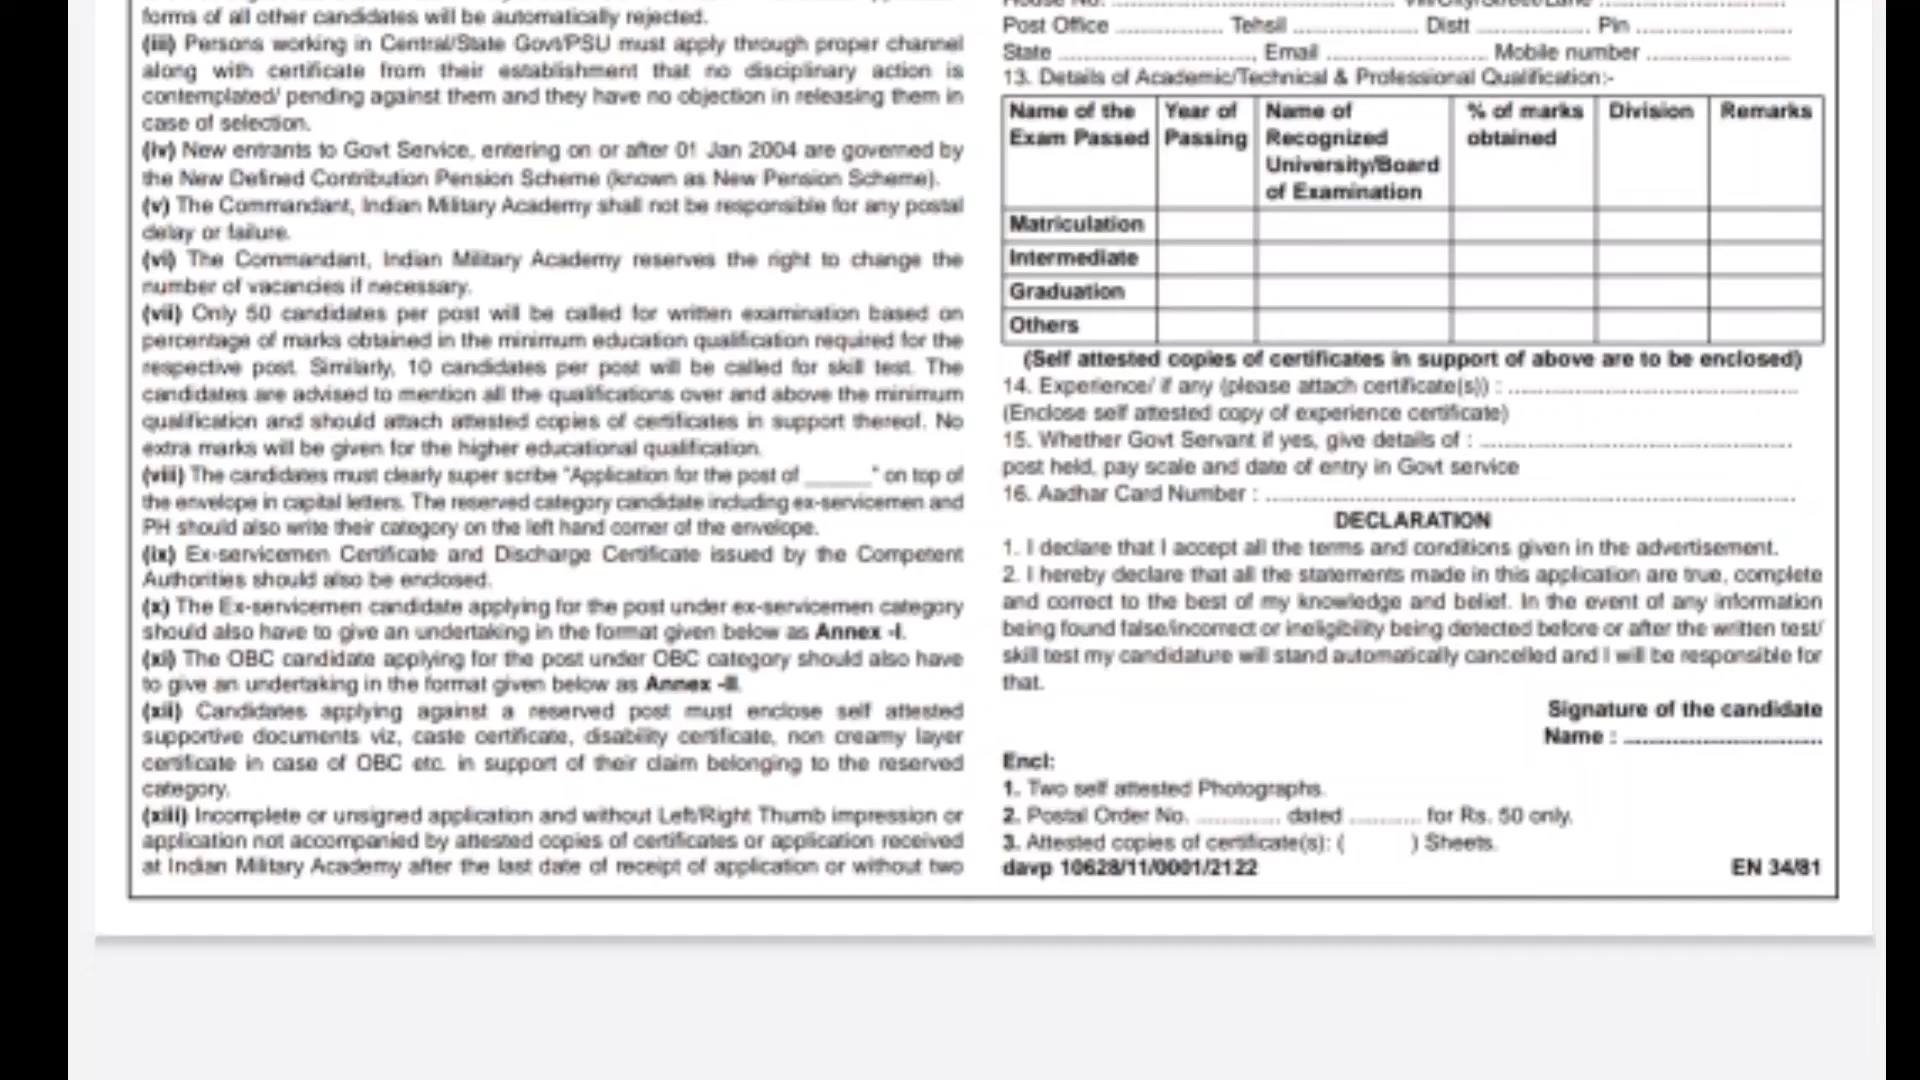 forms of all other candidates will be automatically rejected.
(iii) Persons working in Central/State Govt/PSU must apply through proper channel
along with certificate from their establishment that no disciplinary action is
contemplated/ pending against them and they have no objection in releasing them in
case of selection.
(iv) New entrants to Govt Service, entering on or after 01 Jan 2004 are governed by
the New Defined Contribution Pension Scheme (known as New Pension Scheme).
(v) The Commandant, Indian Military Academy shall not be responsible for any postal
delay or failure.
(vi) The Commandant, Indian Military Academy reserves the right to change the
number of vacancies if necessary.
(vii) Only 50 candidates per post will be called for written examination based on
percentage of marks obtained in the minimum education qualification required for the
respective post. Similarly, 10 candidates per post will be called for skill test. The
candidates are advised to mention all the qualifications over and above the minimum
qualification and should attach attested copies of certificates in support thereof. No
extra marks will be given for the higher educational qualification.
(viii) The candidates must clearly super scribe "Application for the post of ______" on top of
the envelope in capital letters. The reserved category candidate including ex-servicemen and
PH should also write their category on the left hand corner of the envelope.
(ix) Ex-servicemen Certificate and Discharge Certificate issued by the Competent
Authorities should also be enclosed.
(x) The Ex-servicemen candidate applying for the post under ex-servicemen category
should also have to give an undertaking in the format given below as Annex -I.
(xi) The OBC candidate applying for the post under OBC category should also have
to give an undertaking in the format given below as Annex -II.
(xii) Candidates applying against a reserved post must enclose self attested
supportive documents viz, caste certificate, disability certificate, non creamy layer
certificate in case of OBC etc. in support of their claim belonging to the reserved
category.
(xiii) Incomplete or unsigned application and without Left/Right Thumb impression or
application not accompanied by attested copies of certificates or application received
at Indian Military Academy after the last date of receipt of application or without two
House No. .......... Vill/City/Street/Lane ..........
Post Office .......... Tehsil .......... Distt .......... Pin ..........
State .........., Email .......... Mobile number ..........
13. Details of Academic/Technical & Professional Qualification:-
Name of the Exam Passed Year of Passing Name of Recognized University/Board of Examination % of marks obtained Division Remarks
Matriculation
Intermediate
Graduation
Others
(Self attested copies of certificates in support of above are to be enclosed)
14. Experience/ if any (please attach certificate(s)) : ..........
(Enclose self attested copy of experience certificate)
15. Whether Govt Servant if yes, give details of : ..........
post held, pay scale and date of entry in Govt service
16. Aadhar Card Number : ..........
DECLARATION
1. I declare that I accept all the terms and conditions given in the advertisement.
2. I hereby declare that all the statements made in this application are true, complete
and correct to the best of my knowledge and belief. In the event of any information
being found false/incorrect or ineligibility being detected before or after the written test/
skill test my candidature will stand automatically cancelled and I will be responsible for
that.
Signature of the candidate
Name : ..........
Encl:
1. Two self attested Photographs.
2. Postal Order No. .......... dated .......... for Rs. 50 only.
3. Attested copies of certificate(s): ( ) Sheets.
davp 10628/11/0001/2122 EN 34/81